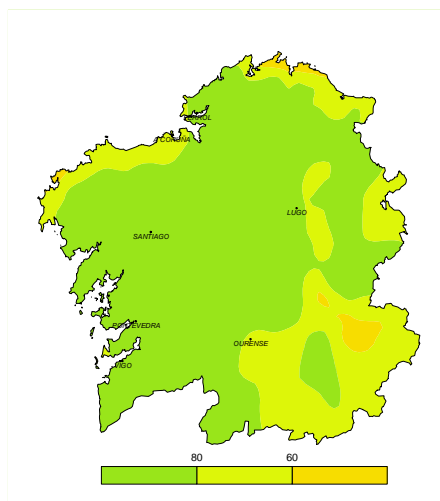 FERROL
A CORUÑA
LUGO
SANTIAGO
PONTEVEDRA
OURENSE
VIGO
80 60